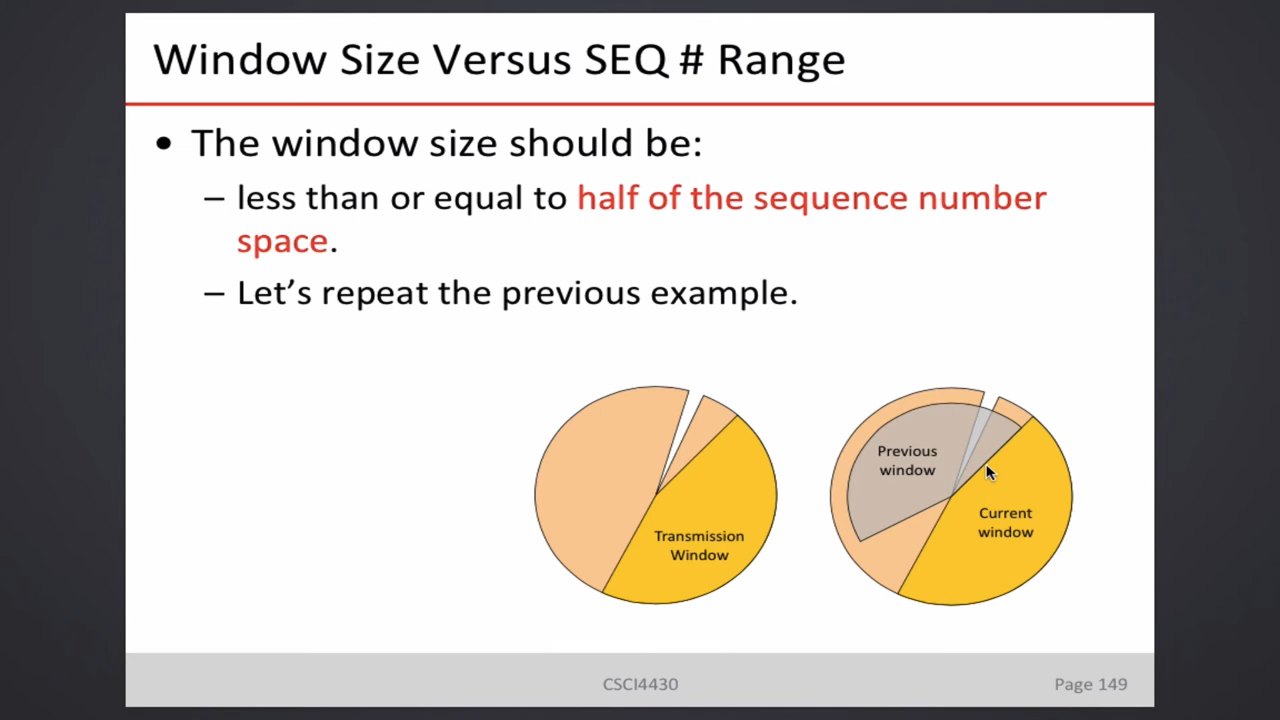 Window Size Versus SEQ # Range
• The window size should be:
– less than or equal to half of the sequence number
space.
– Let’s repeat the previous example.
Transmission
Window
Previous
window
Current
window
CSCI4430
Page 149